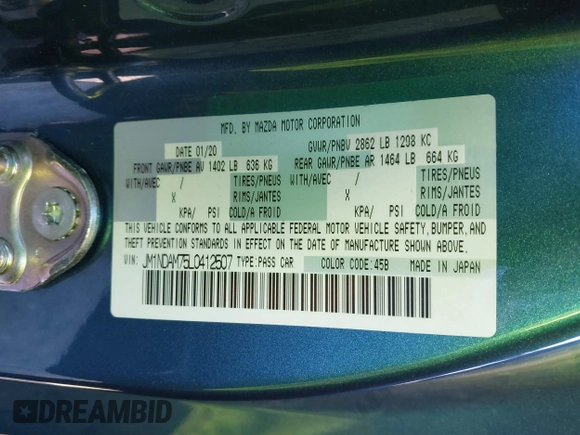 MFD. BY MAZDA MOTOR CORPORATION
DATE 01/20 GVWR/PNBV 2862 LB 1298 KG
FRONT GAWR/PNBE AV 1402 LB 636 KG REAR GAWR/PNBE AR 1464 LB 664 KG
WITH/AVEC / TIRES/PNEUS WITH/AVEC / TIRES/PNEUS
X RIMS/JANTES X RIMS/JANTES
KPA/ PSI COLD/A FROID KPA/ PSI COLD/A FROID
THIS VEHICLE CONFORMS TO ALL APPLICABLE FEDERAL MOTOR VEHICLE SAFETY, BUMPER, AND
THEFT PREVENTION STANDARDS IN EFFECT ON THE DATE OF MANUFACTURE SHOWN ABOVE.
VIN: JM1NDAM75L0412507 TYPE:PASS CAR COLOR CODE:45B MADE IN JAPAN
DREAMBID